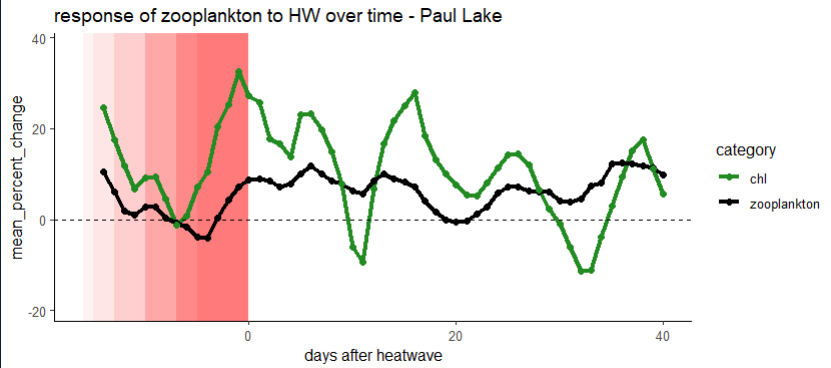 response of zooplankton to HW over time - Paul Lake
40
20
0
-20
mean_percent_change
0
20
40
days after heatwave
category
chl
zooplankton